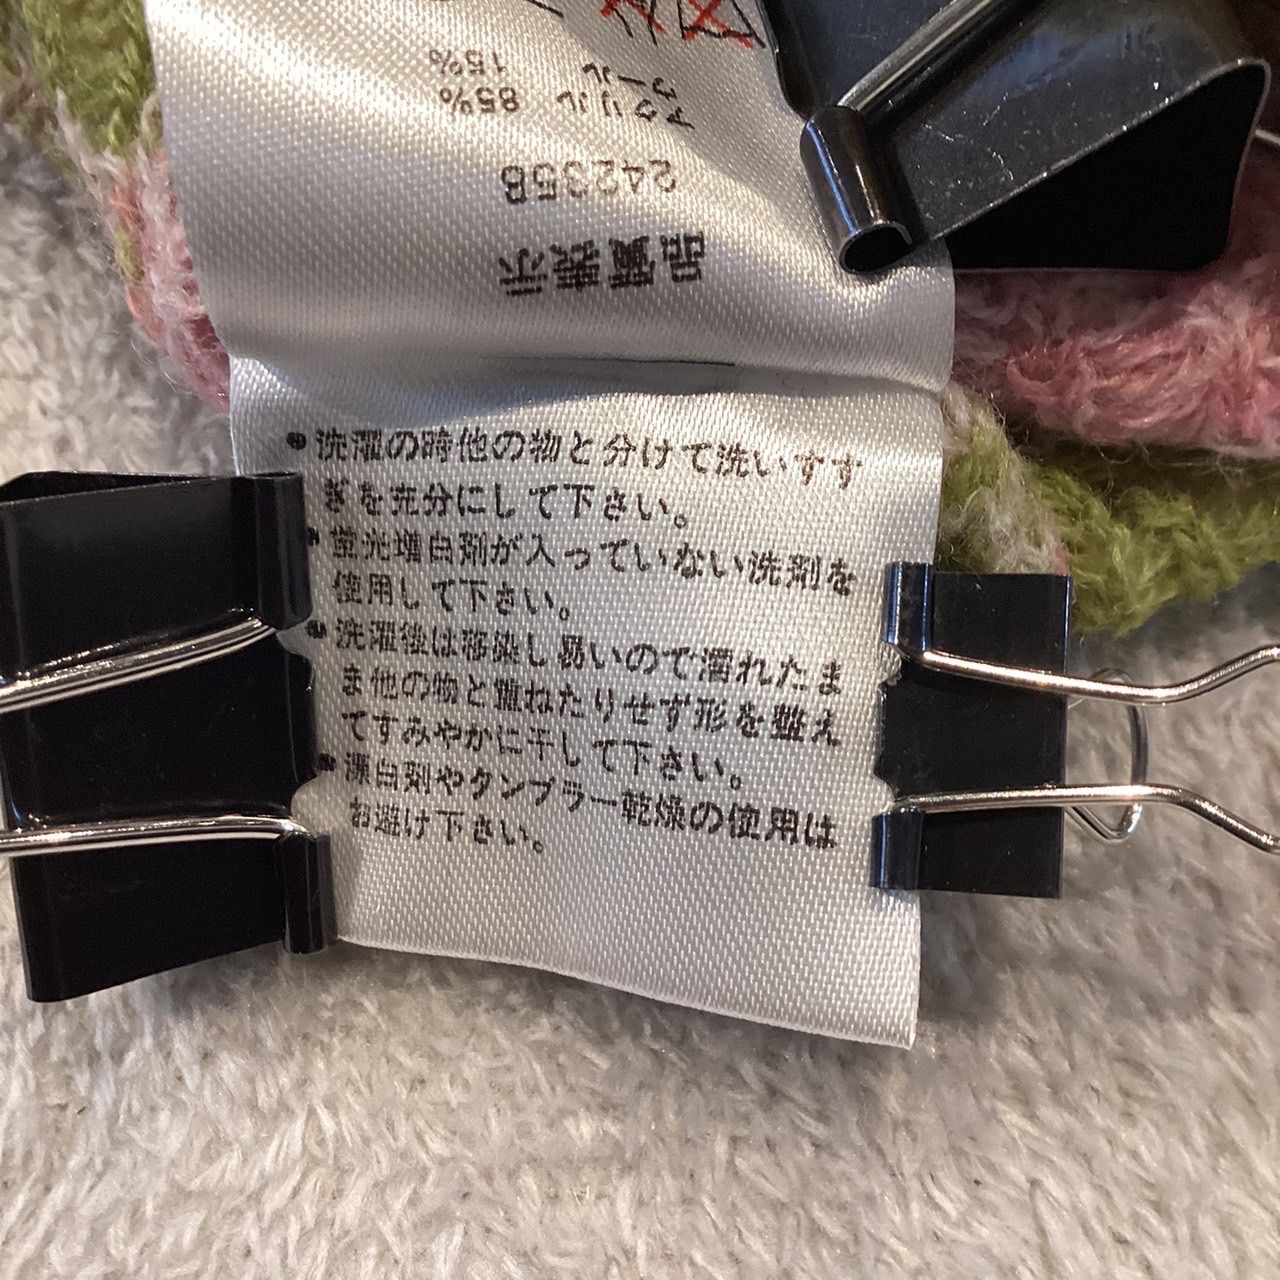 品質表示
242358
アクリル 85%
ウール 15%
●洗濯の時他の物と分けて洗いすす
ぎを充分にして下さい。
●蛍光増白剤が入っていない洗剤を
使用して下さい。
●洗濯後は移染し易いので濡れたま
ま他の物と重ねたりせず形を整え
てすみやかに干して下さい。
●漂白剤やタンブラー乾燥の使用は
お避け下さい。